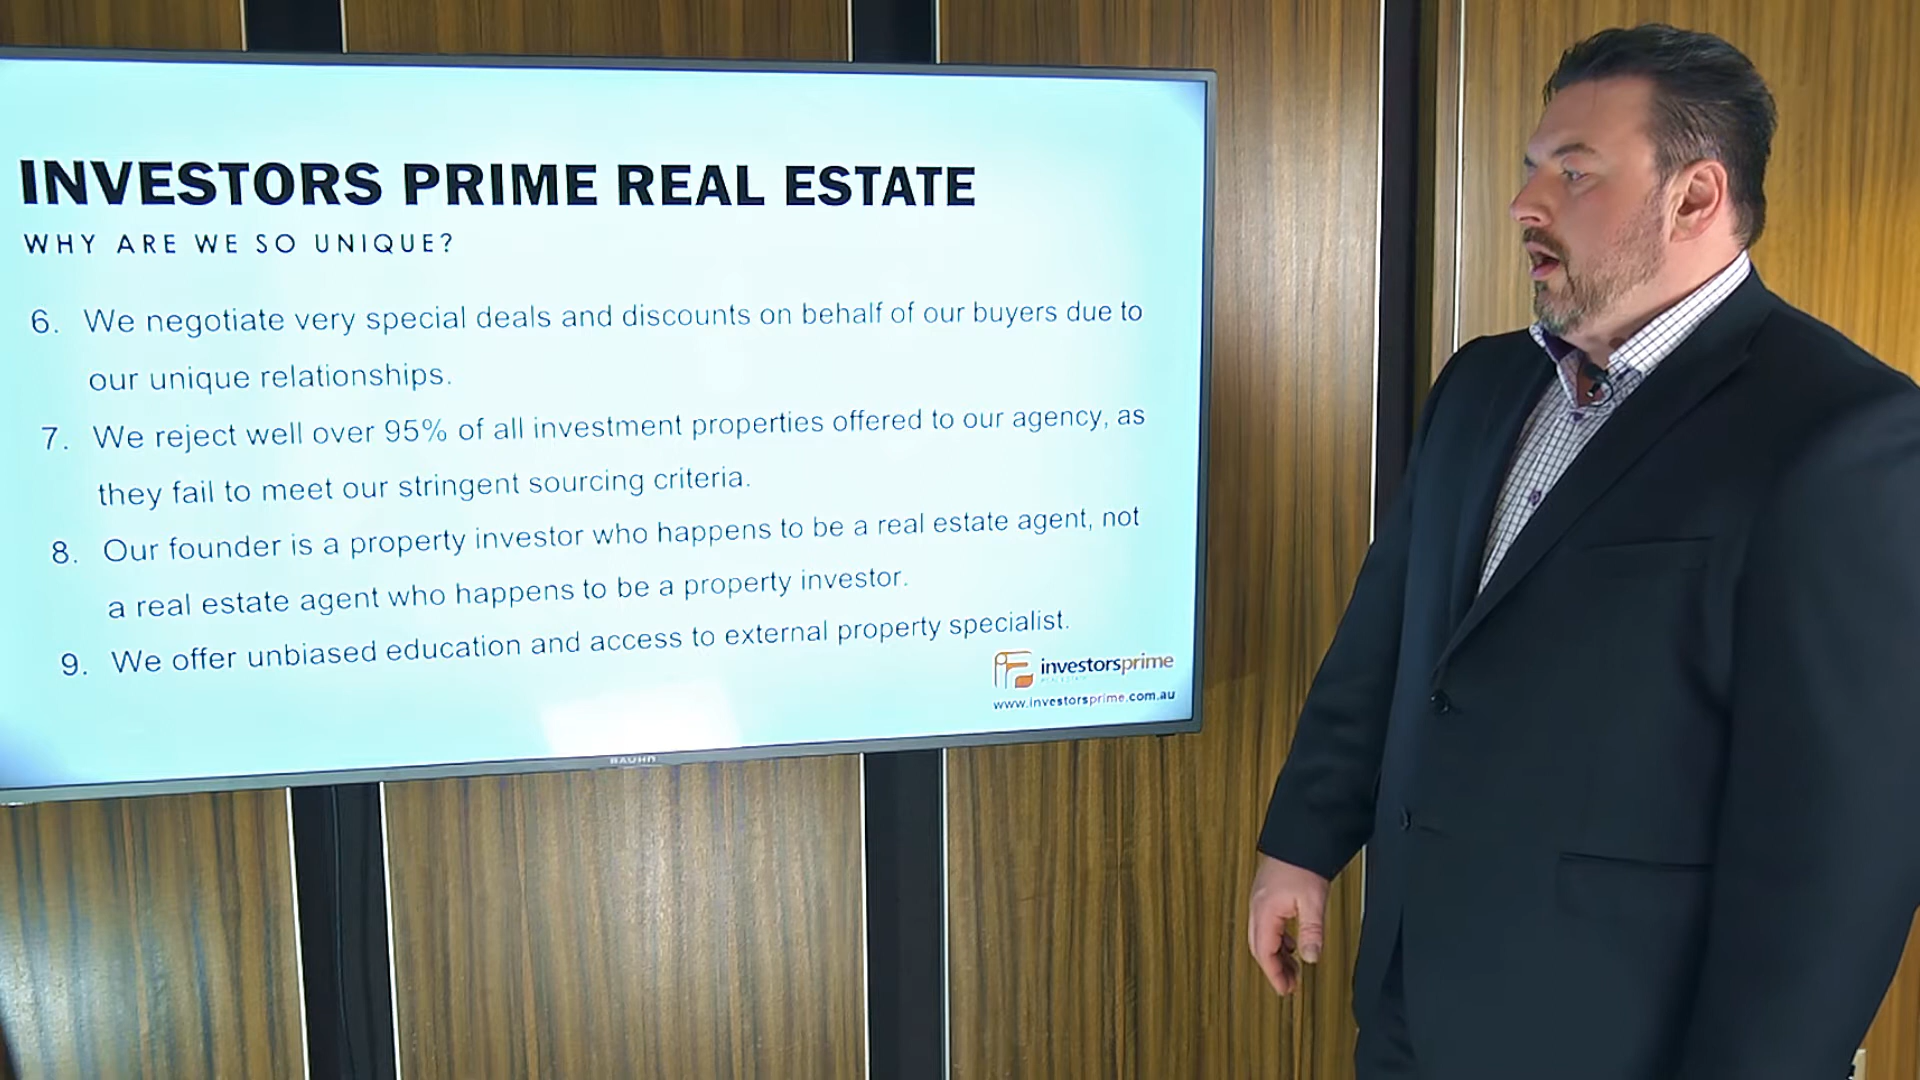 INVESTORS PRIME REAL ESTATE
WHY ARE WE SO UNIQUE?
6. We negotiate very special deals and discounts on behalf of our buyers due to
our unique relationships.
7. We reject well over 95% of all investment properties offered to our agency, as
they fail to meet our stringent sourcing criteria.
8. Our founder is a property investor who happens to be a real estate agent, not
a real estate agent who happens to be a property investor.
9. We offer unbiased education and access to external property specialist.
investorsprime
www.investorsprime.com.au
BAUHN